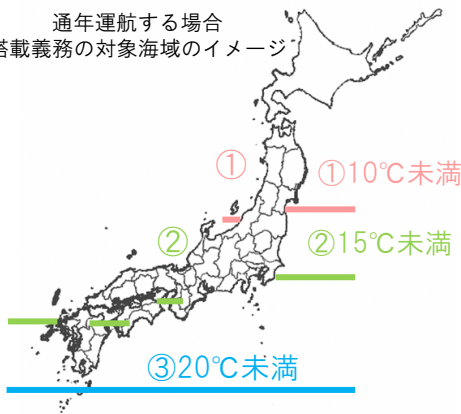 通年運航する場合
搭載義務の対象海域のイメージ
①
①10℃未満
②
②15℃未満
③20℃未満